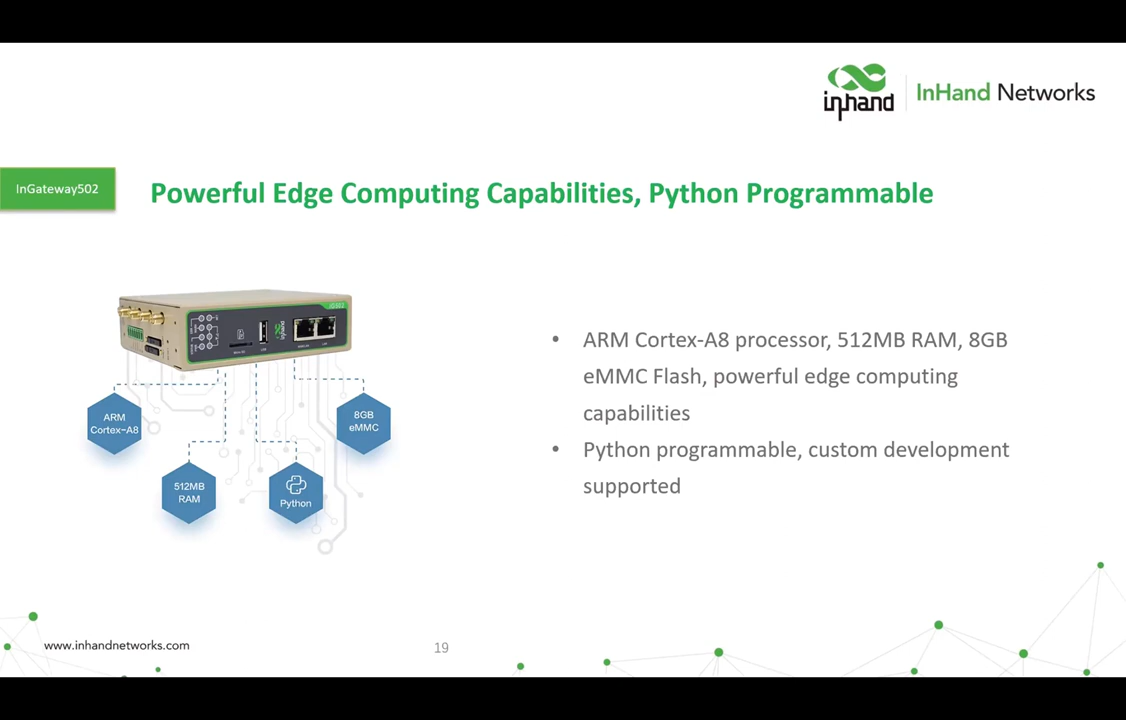 inhand
InHand Networks
InGateway502
Powerful Edge Computing Capabilities, Python Programmable
inhand
ARM
Cortex-A8
8GB
eMMC
512MB
RAM
Python
• ARM Cortex-A8 processor, 512MB RAM, 8GB
eMMC Flash, powerful edge computing
capabilities
• Python programmable, custom development
supported
www.inhandnetworks.com
19